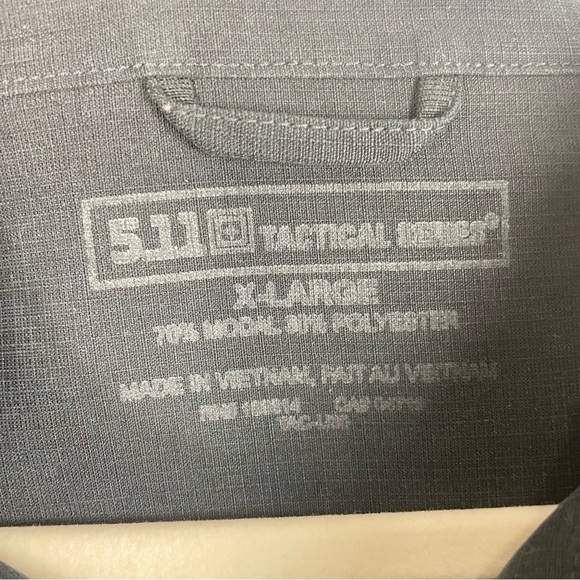 5.11 TACTICAL SERIES®
X-LARGE
70% MODAL 30% POLYESTER
MADE IN VIETNAM, FAIT AU VIETNAM